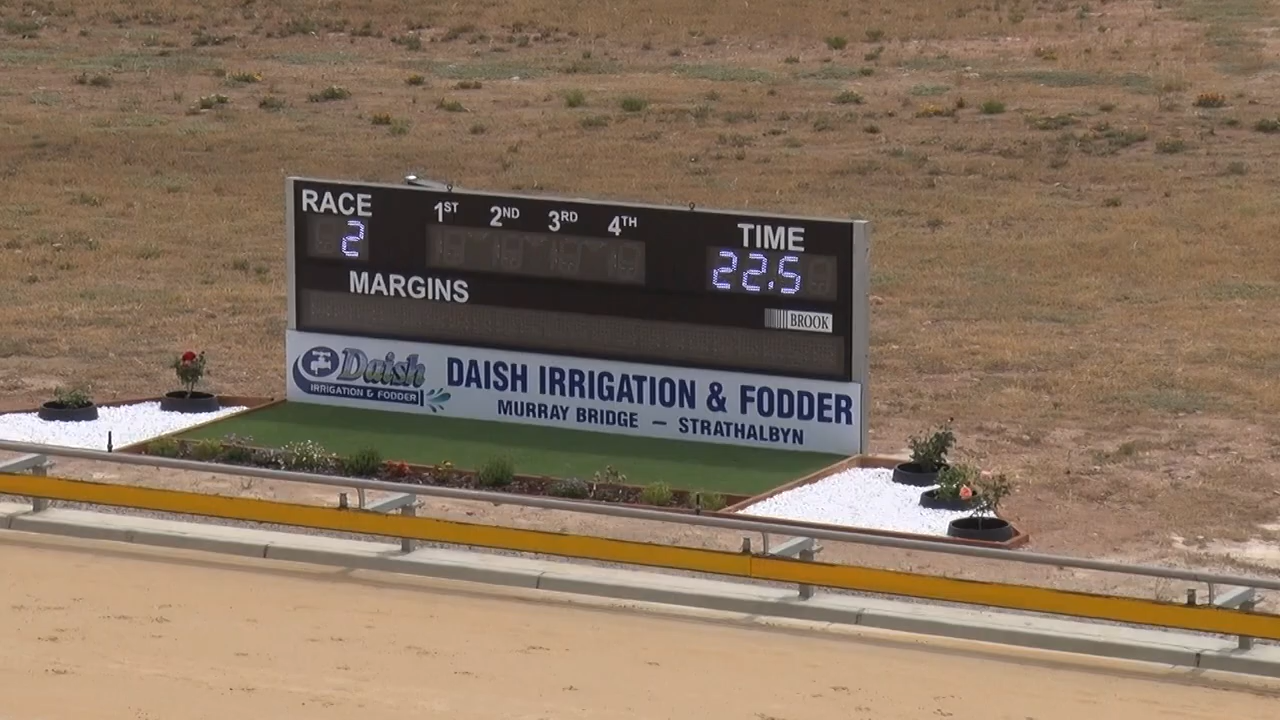 RACE 1ST 2ND 3RD 4TH TIME
2 22.5
MARGINS
BROOK
Daish
IRRIGATION & FODDER
DAISH IRRIGATION & FODDER
MURRAY BRIDGE — STRATHALBYN